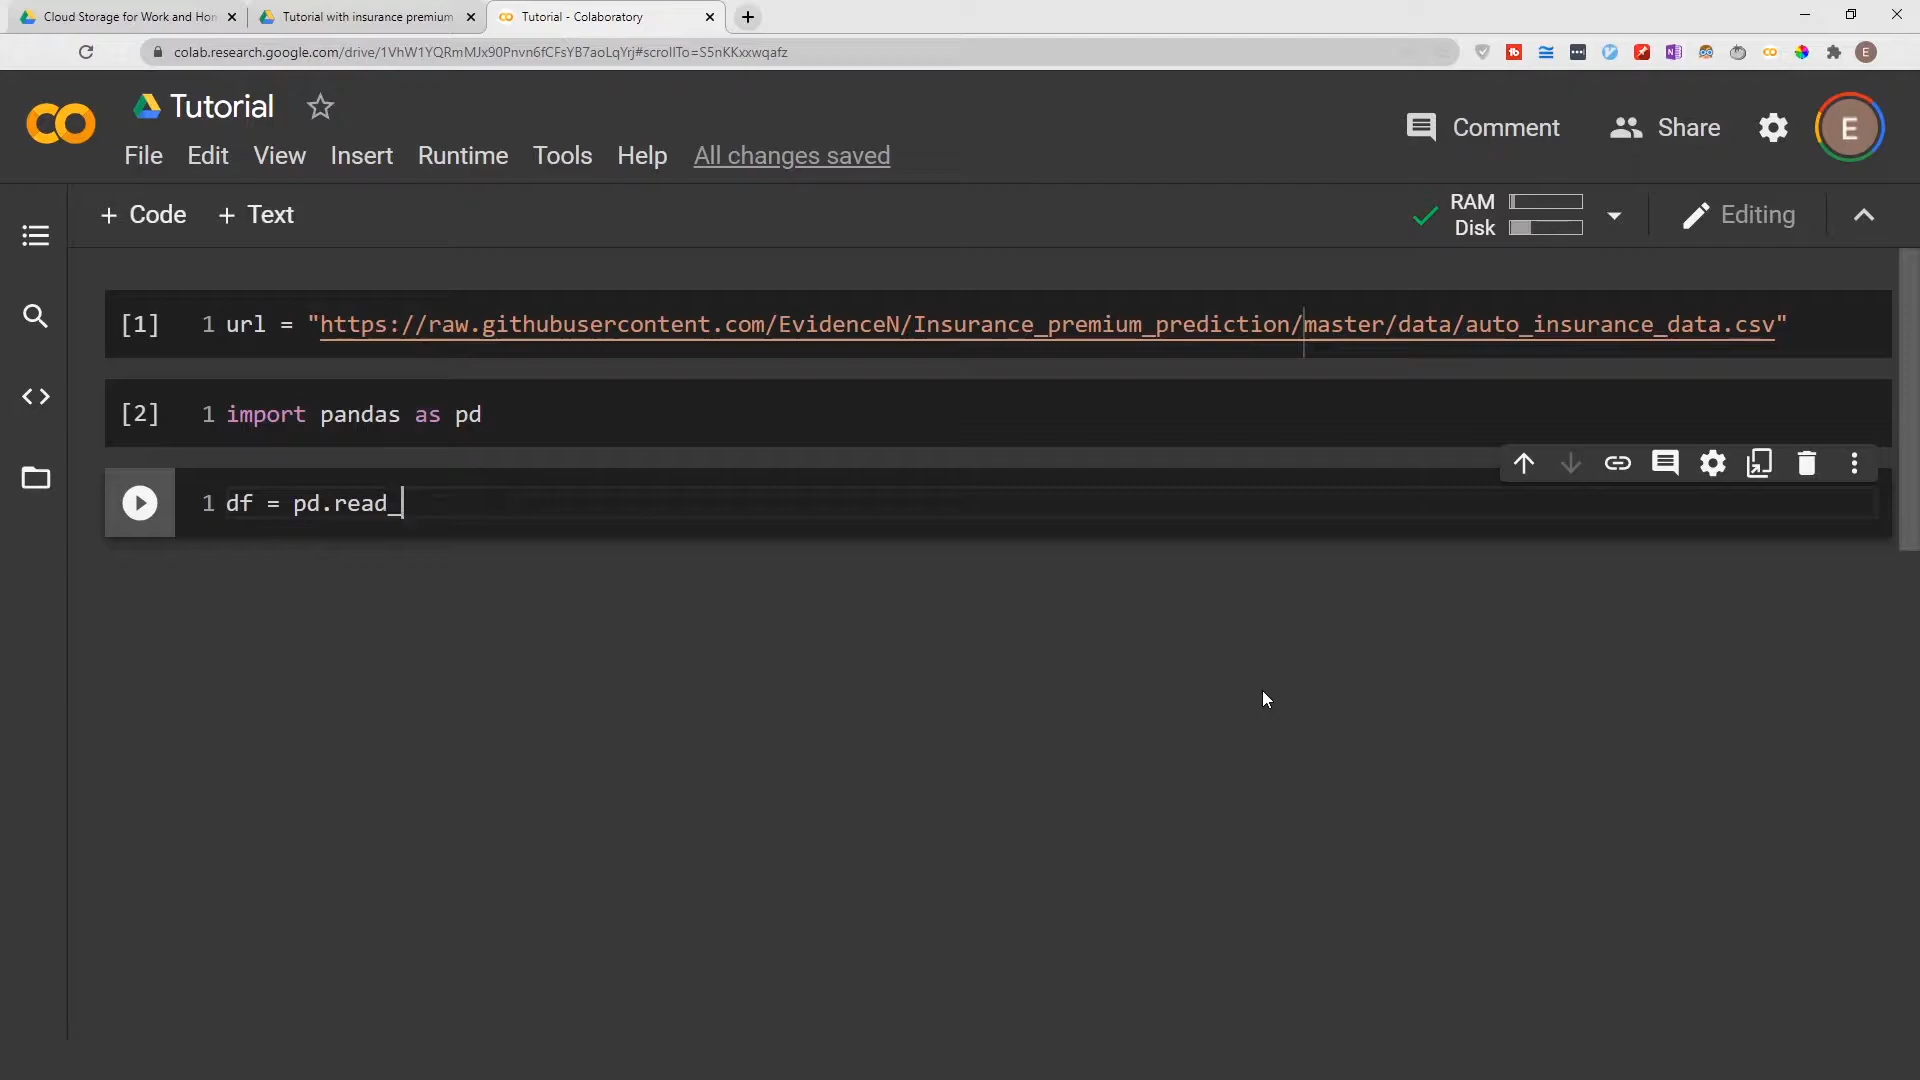 Cloud Storage for Work and Hon
Tutorial with insurance premium
Tutorial - Colaboratory
colab.research.google.com/drive/1VhW1YQRmMJx90Pnvn6fCFsYB7aoLqYrj#scrollTo=S5nKKxxwqafz
Tutorial
Comment
Share
E
File Edit View Insert Runtime Tools Help All changes saved
+ Code + Text
RAM
Disk
Editing
[1] 1 url = "https://raw.githubusercontent.com/EvidenceN/Insurance_premium_prediction/master/data/auto_insurance_data.csv"
[2] 1 import pandas as pd
1 df = pd.read_